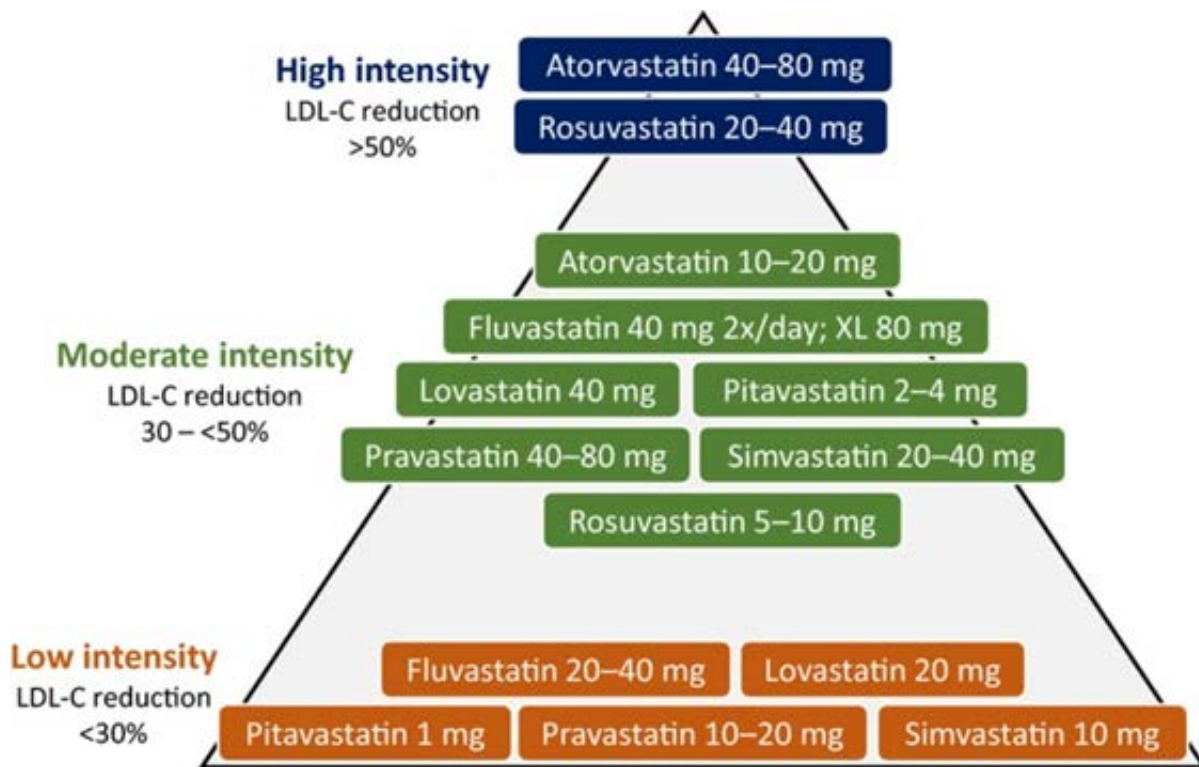 High intensity
LDL-C reduction
>50%
Atorvastatin 40–80 mg
Rosuvastatin 20–40 mg
Moderate intensity
LDL-C reduction
30 – <50%
Atorvastatin 10–20 mg
Fluvastatin 40 mg 2x/day; XL 80 mg
Lovastatin 40 mg
Pitavastatin 2–4 mg
Pravastatin 40–80 mg
Simvastatin 20–40 mg
Rosuvastatin 5–10 mg
Low intensity
LDL-C reduction
<30%
Fluvastatin 20–40 mg
Lovastatin 20 mg
Pitavastatin 1 mg
Pravastatin 10–20 mg
Simvastatin 10 mg